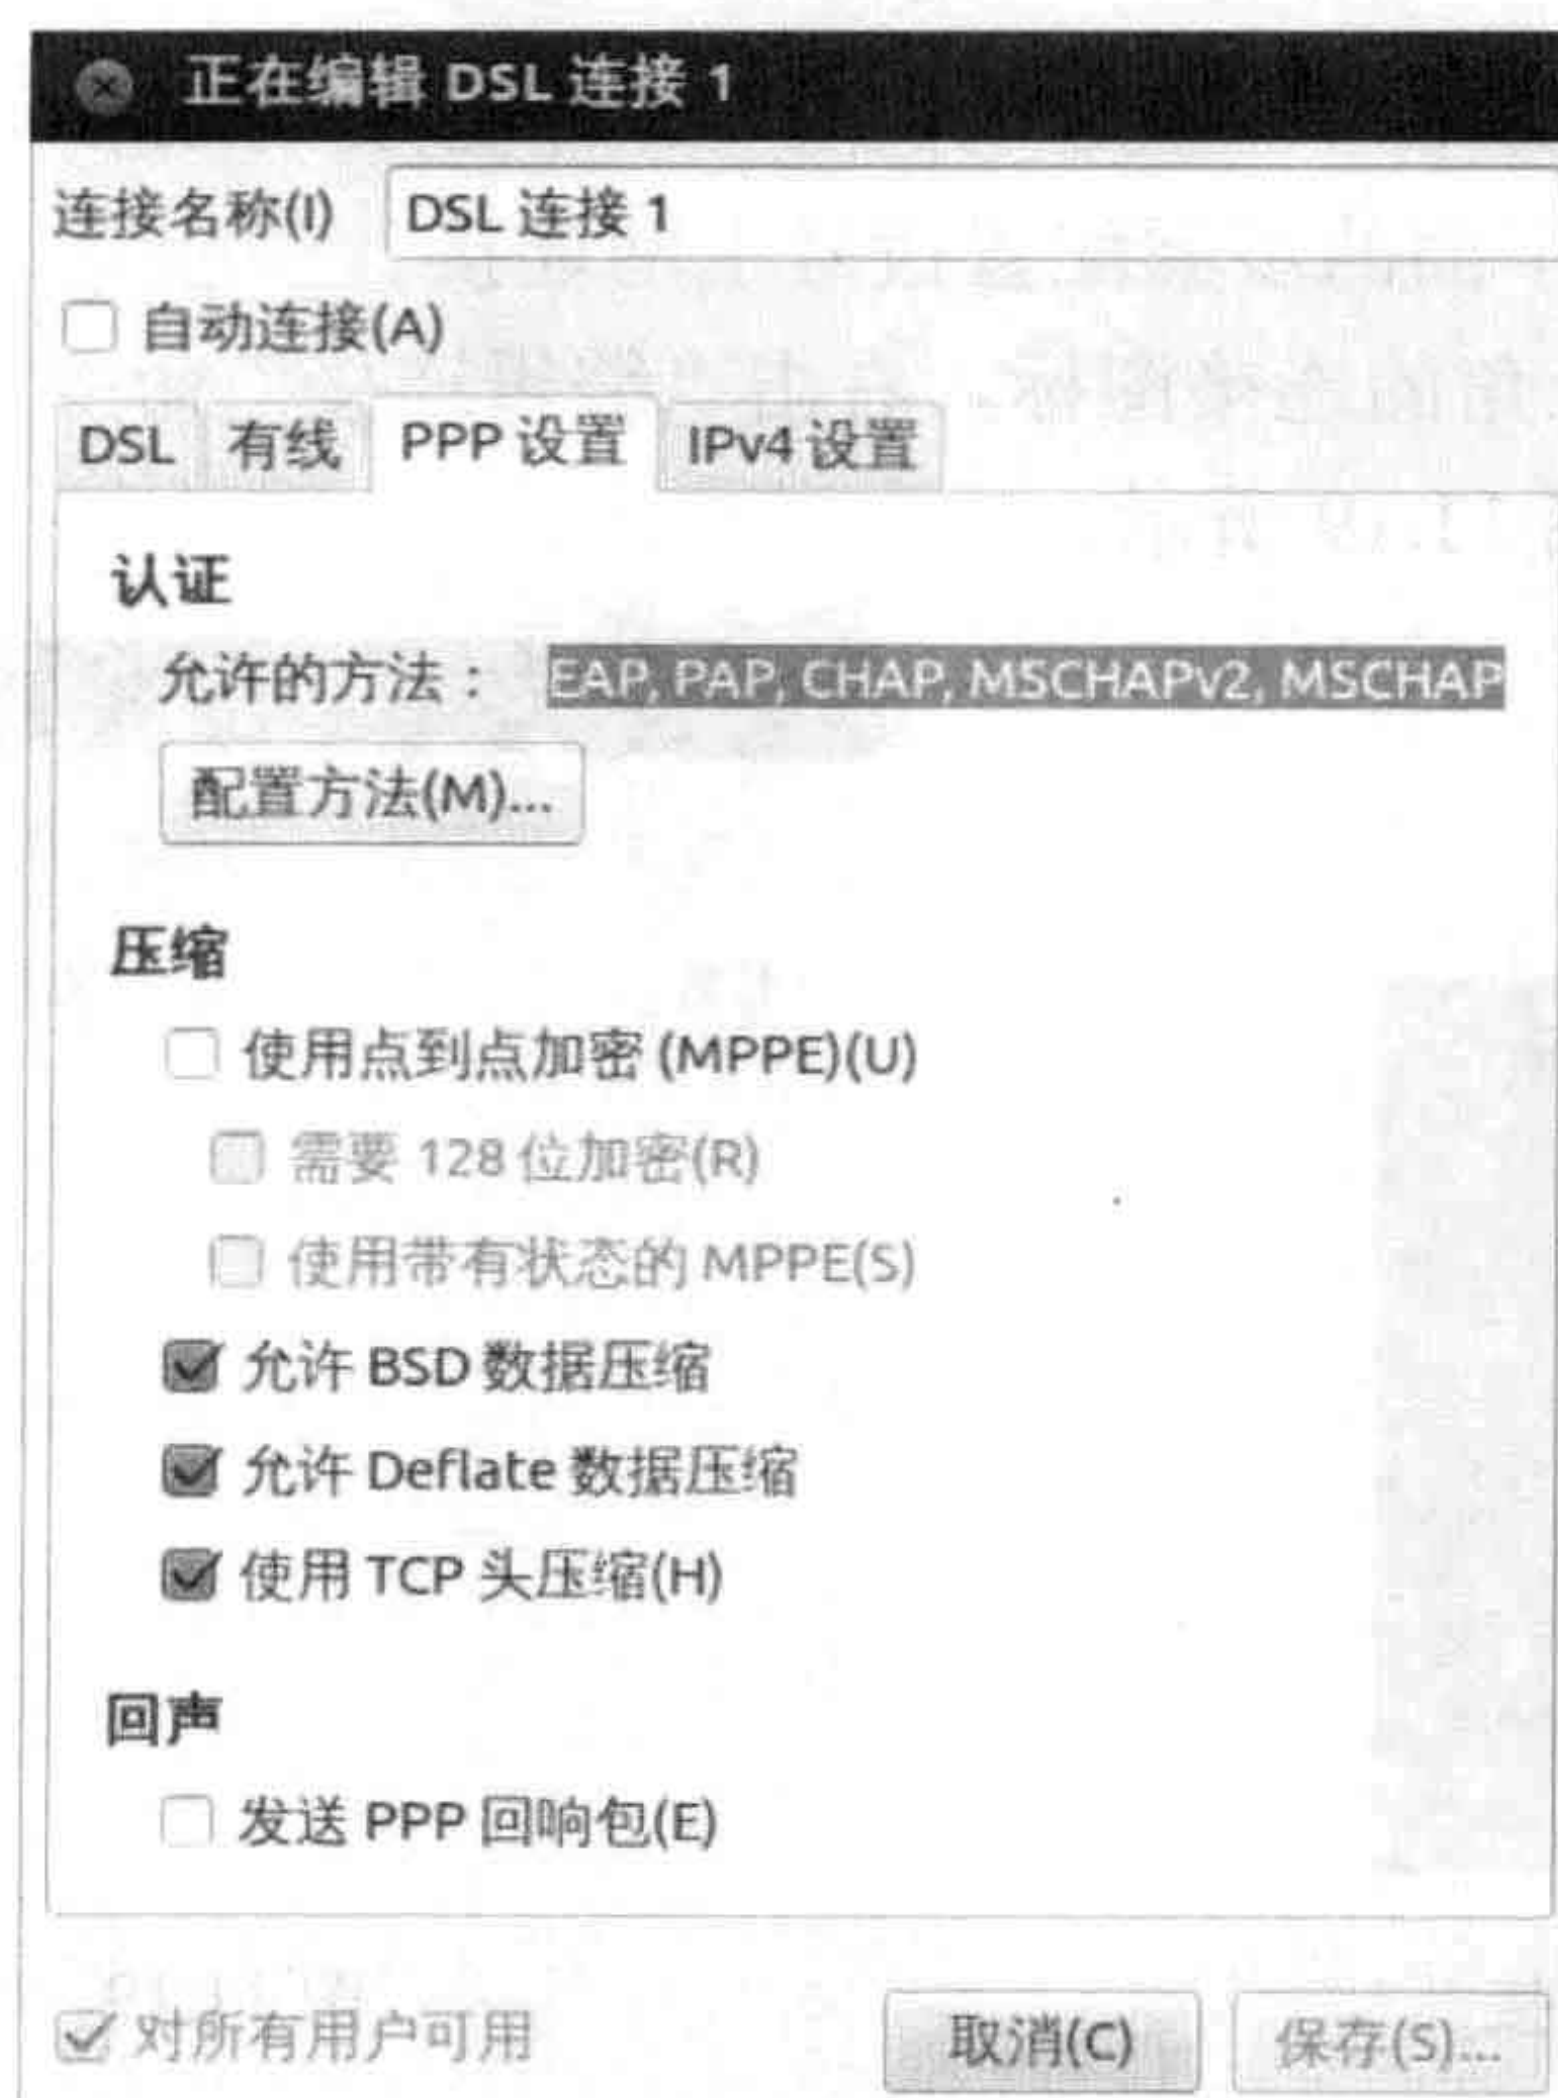 正在编辑 DSL 连接 1
连接名称(I) DSL 连接 1
自动连接(A)
DSL 有线 PPP 设置 IPv4 设置
认证
允许的方法： EAP, PAP, CHAP, MSCHAPv2, MSCHAP
配置方法(M)...
压缩
使用点到点加密 (MPPE)(U)
需要 128 位加密(R)
使用带有状态的 MPPE(S)
允许 BSD 数据压缩
允许 Deflate 数据压缩
使用 TCP 头压缩(H)
回声
发送 PPP 回响包(E)
对所有用户可用 取消(C) 保存(S)...